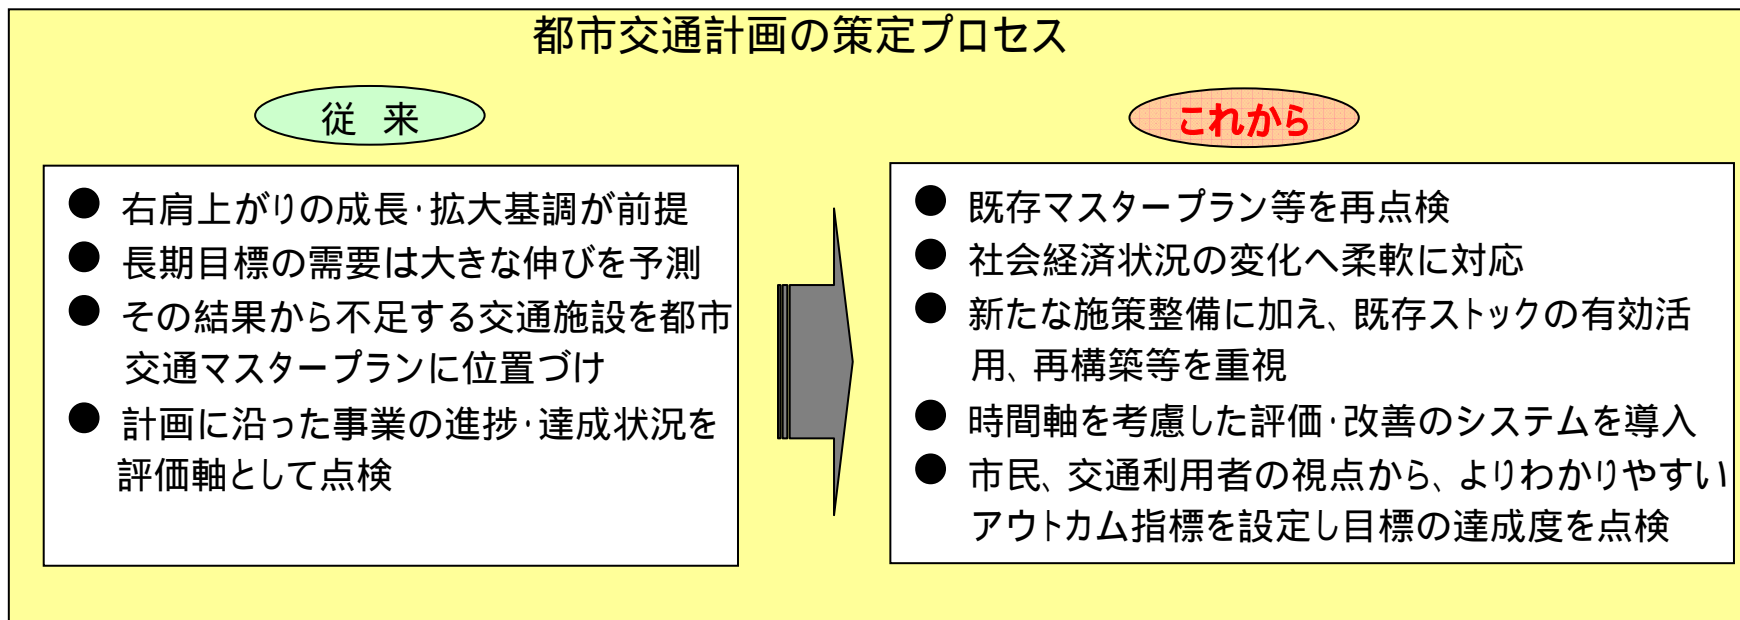 都市交通計画の策定プロセス
従 来
● 右肩上がりの成長・拡大基調が前提
● 長期目標の需要は大きな伸びを予測
● その結果から不足する交通施設を都市
交通マスタープランに位置づけ
● 計画に沿った事業の進捗・達成状況を
評価軸として点検
これから
● 既存マスタープラン等を再点検
● 社会経済状況の変化へ柔軟に対応
● 新たな施策整備に加え、既存ストックの有効活
用、再構築等を重視
● 時間軸を考慮した評価・改善のシステムを導入
● 市民、交通利用者の視点から、よりわかりやすい
アウトカム指標を設定し目標の達成度を点検